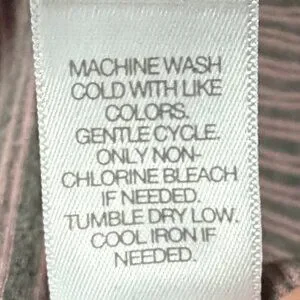 MACHINE WASH
COLD WITH LIKE
COLORS.
GENTLE CYCLE.
ONLY NON-
CHLORINE BLEACH
IF NEEDED.
TUMBLE DRY LOW.
COOL IRON IF
NEEDED.